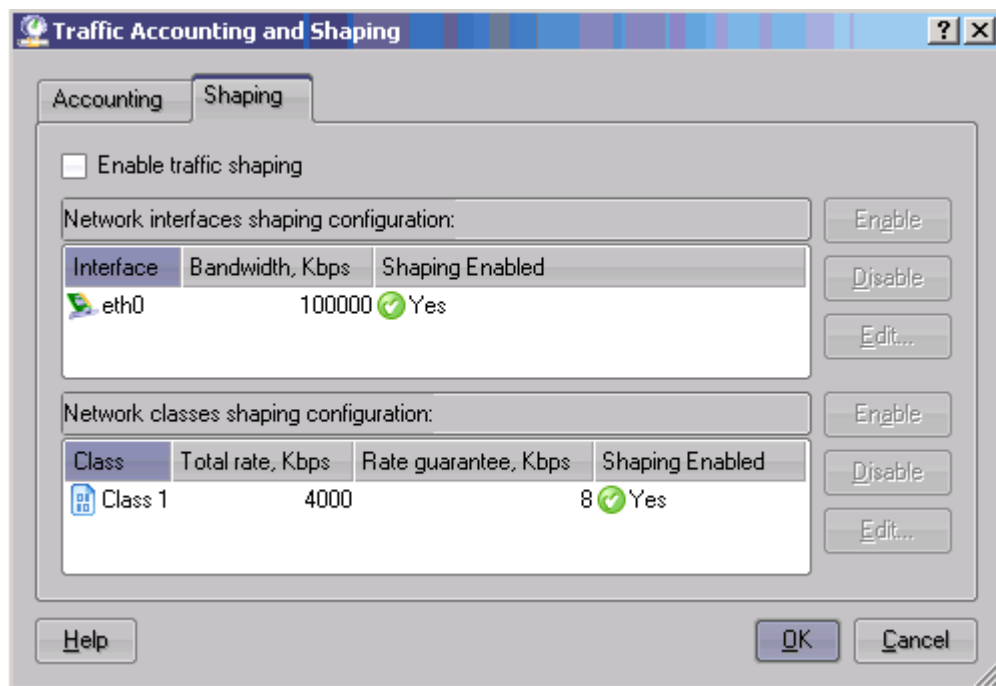 Traffic Accounting and Shaping
Accounting Shaping
Enable traffic shaping
Network interfaces shaping configuration:
Enable
Interface Bandwidth, Kbps Shaping Enabled
Disable
eth0 100000 Yes
Edit...
Network classes shaping configuration:
Enable
Class Total rate, Kbps Rate guarantee, Kbps Shaping Enabled
Disable
Class 1 4000 8 Yes
Edit...
Help OK Cancel